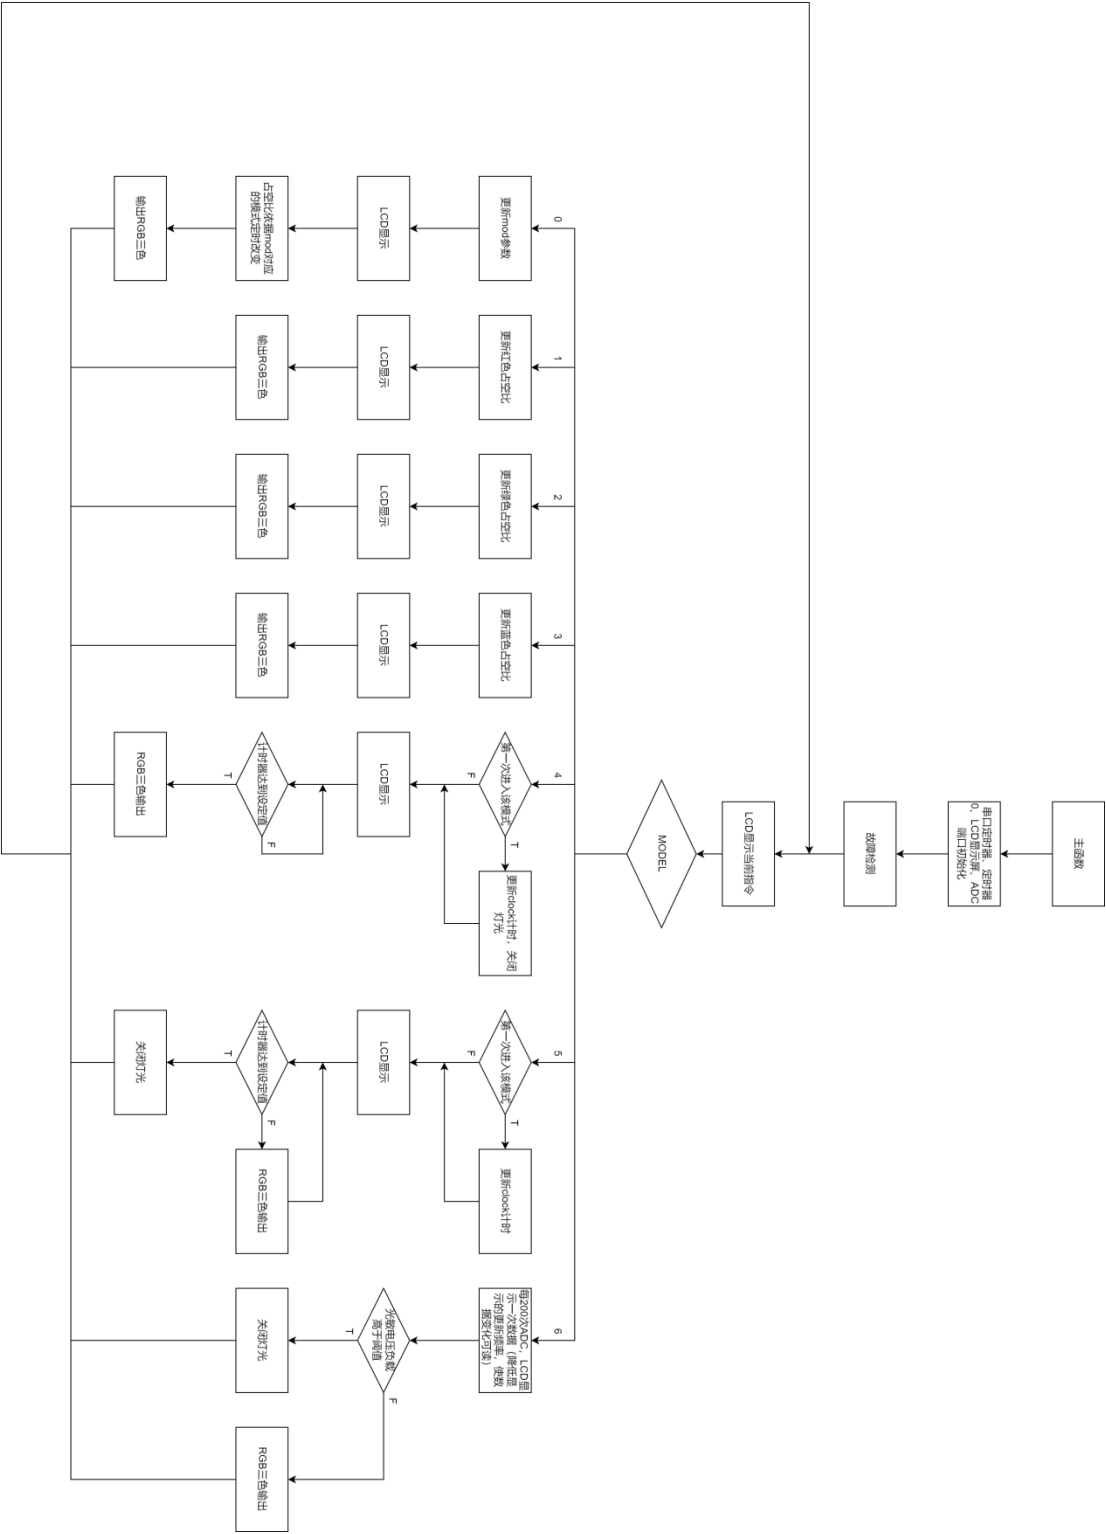 主函数
串口定时器、定时器
0、LCD显示屏、ADC
端口初始化
故障检测
LCD显示当前指令
MODEL
0
更新mod参数
LCD显示
占空比依据mod对应
的模式定时改变
输出RGB三色
1
更新红色占空比
LCD显示
输出RGB三色
2
更新绿色占空比
LCD显示
输出RGB三色
3
更新蓝色占空比
LCD显示
输出RGB三色
4
第一次进入该模式
T
更新clock计时，关闭
灯光
F
LCD显示
计时器达到设定值
F
T
RGB三色输出
5
第一次进入该模式
T
更新clock计时
F
LCD显示
计时器达到设定值
F
RGB三色输出
T
关闭灯光
6
每200次ADC，LCD显
示一次数据（降低显
示的更新频率，使数
据变化可读）
光敏电压负载
高于阈值
T
关闭灯光
F
RGB三色输出